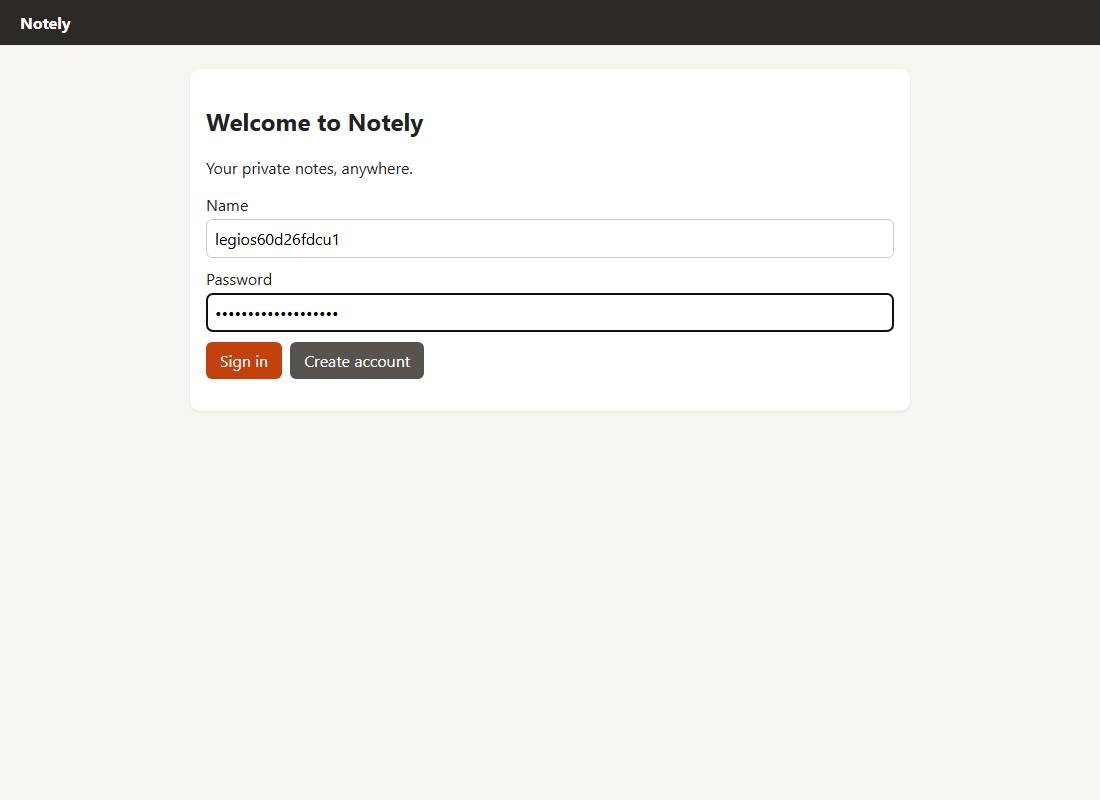 Notely
Welcome to Notely
Your private notes, anywhere.
Name
legios60d26fdcu1
Password
•••••••••••••••••••
Sign in Create account